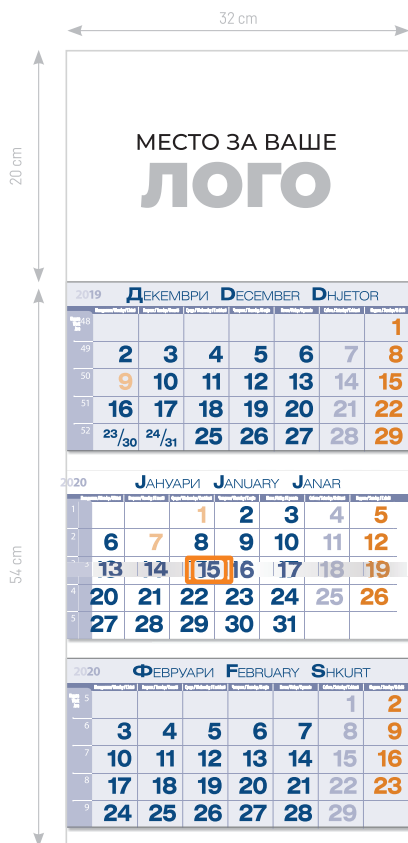 32 cm
20 cm
МЕСТО ЗА ВАШЕ
ЛОГО
54 cm
2019 ДЕКЕМВРИ DECEMBER DHJETOR
48 1
49 2 3 4 5 6 7 8
50 9 10 11 12 13 14 15
51 16 17 18 19 20 21 22
52 23/30 24/31 25 26 27 28 29
2020 ЈАНУАРИ JANUARY JANAR
1 1 2 3 4 5
2 6 7 8 9 10 11 12
3 13 14 15 16 17 18 19
4 20 21 22 23 24 25 26
5 27 28 29 30 31
2020 ФЕВРУАРИ FEBRUARY SHKURT
5 1 2
6 3 4 5 6 7 8 9
7 10 11 12 13 14 15 16
8 17 18 19 20 21 22 23
9 24 25 26 27 28 29